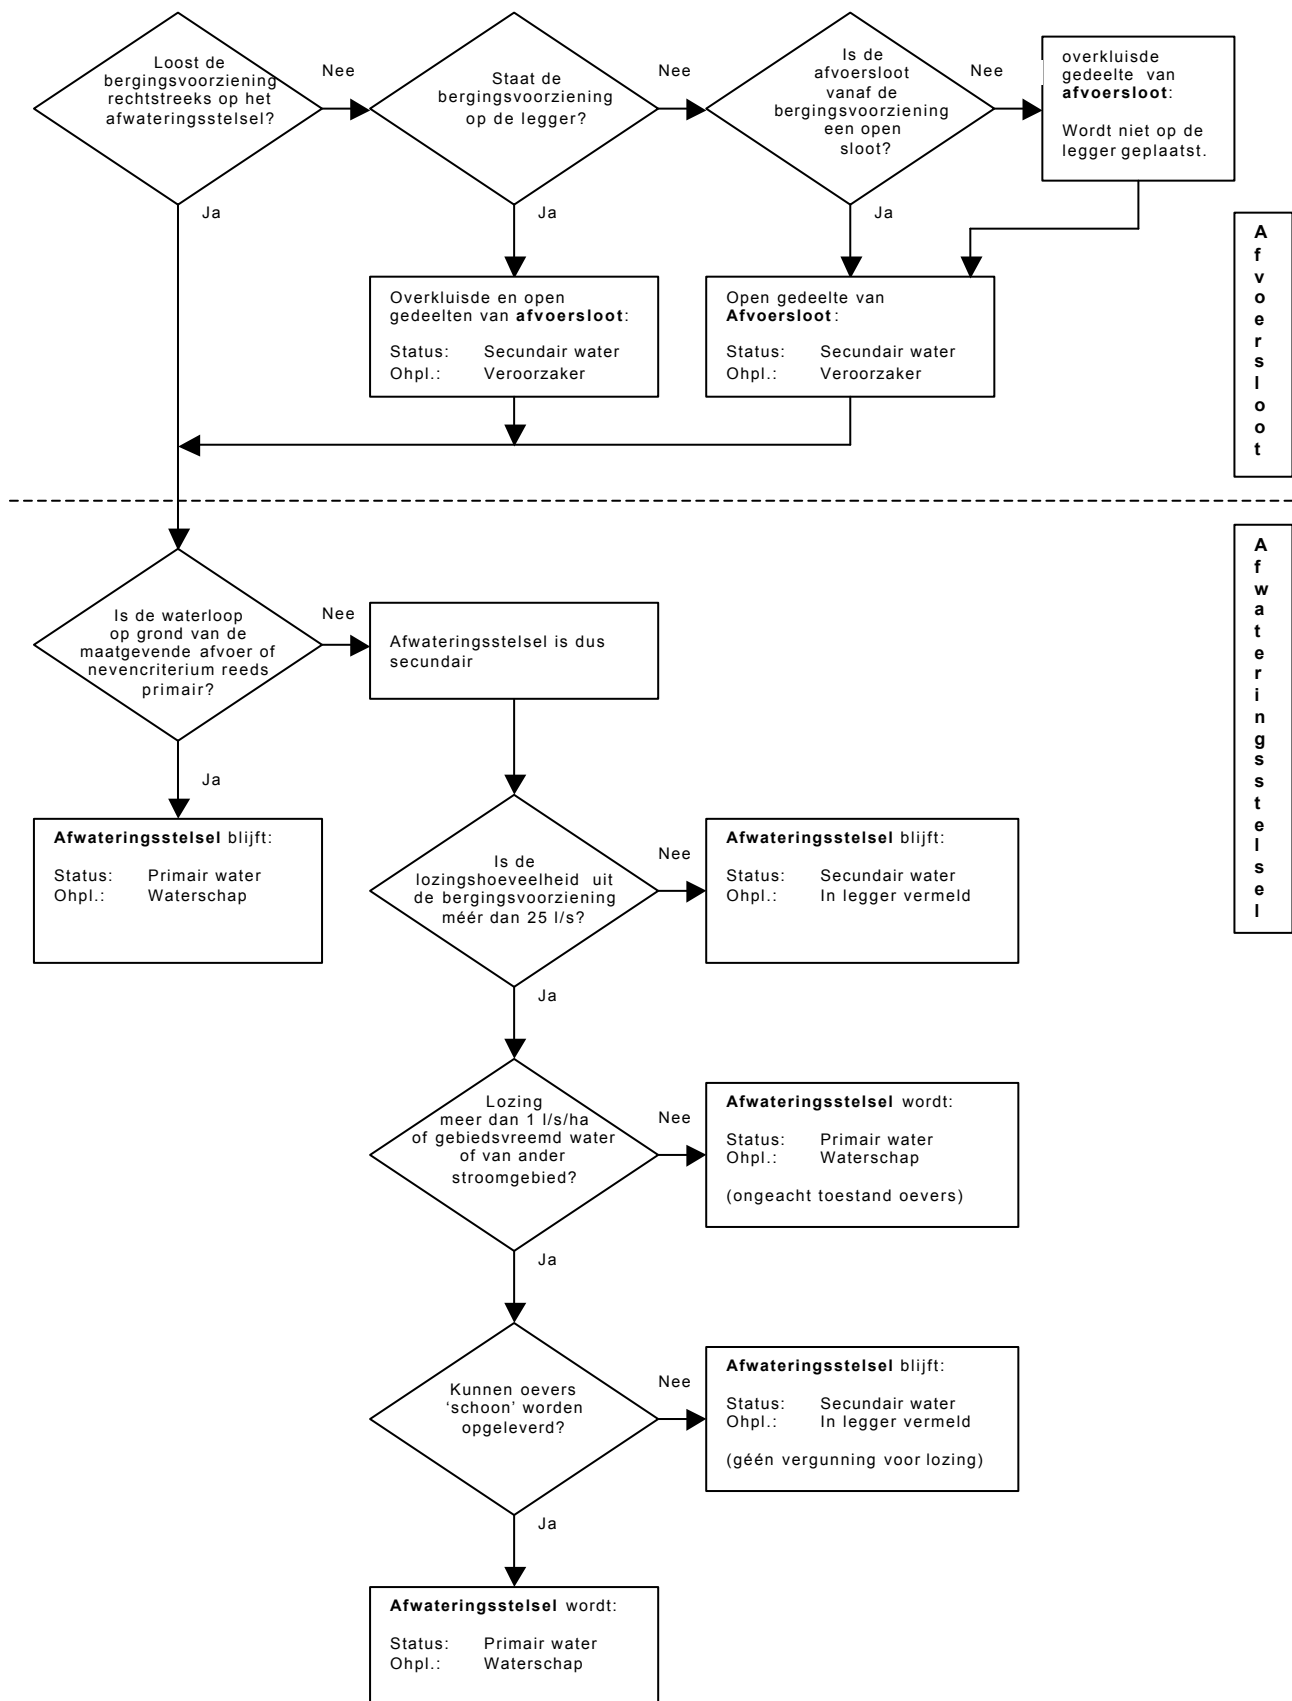 Loost de
bergingsvoorziening
rechtstreeks op het
afwateringsstelsel?
Nee
Ja
Staat de
bergingsvoorziening
op de legger?
Nee
Ja
Is de
afvoersloot
vanaf de
bergingsvoorziening
een open
sloot?
Nee
Ja
overkluisde
gedeelte van
afvoersloot:
Wordt niet op de
legger geplaatst.
Afvoersloot
Overkluisde en open
gedeelten van afvoersloot:
Status: Secundair water
Ohpl.: Veroorzaker
Open gedeelte van
Afvoersloot:
Status: Secundair water
Ohpl.: Veroorzaker
Afwateringsstelsel
Is de waterloop
op grond van de
maatgevende afvoer of
nevencriterium reeds
primair?
Nee
Ja
Afwateringsstelsel is dus
secundair
Afwateringsstelsel blijft:
Status: Primair water
Ohpl.: Waterschap
Is de
lozingshoeveelheid uit
de bergingsvoorziening
méér dan 25 l/s?
Nee
Ja
Afwateringsstelsel blijft:
Status: Secundair water
Ohpl.: In legger vermeld
Lozing
meer dan 1 l/s/ha
of gebiedsvreemd water
of van ander
stroomgebied?
Nee
Ja
Afwateringsstelsel wordt:
Status: Primair water
Ohpl.: Waterschap
(ongeacht toestand oevers)
Kunnen oevers
‘schoon’ worden
opgeleverd?
Nee
Ja
Afwateringsstelsel blijft:
Status: Secundair water
Ohpl.: In legger vermeld
(géén vergunning voor lozing)
Afwateringsstelsel wordt:
Status: Primair water
Ohpl.: Waterschap